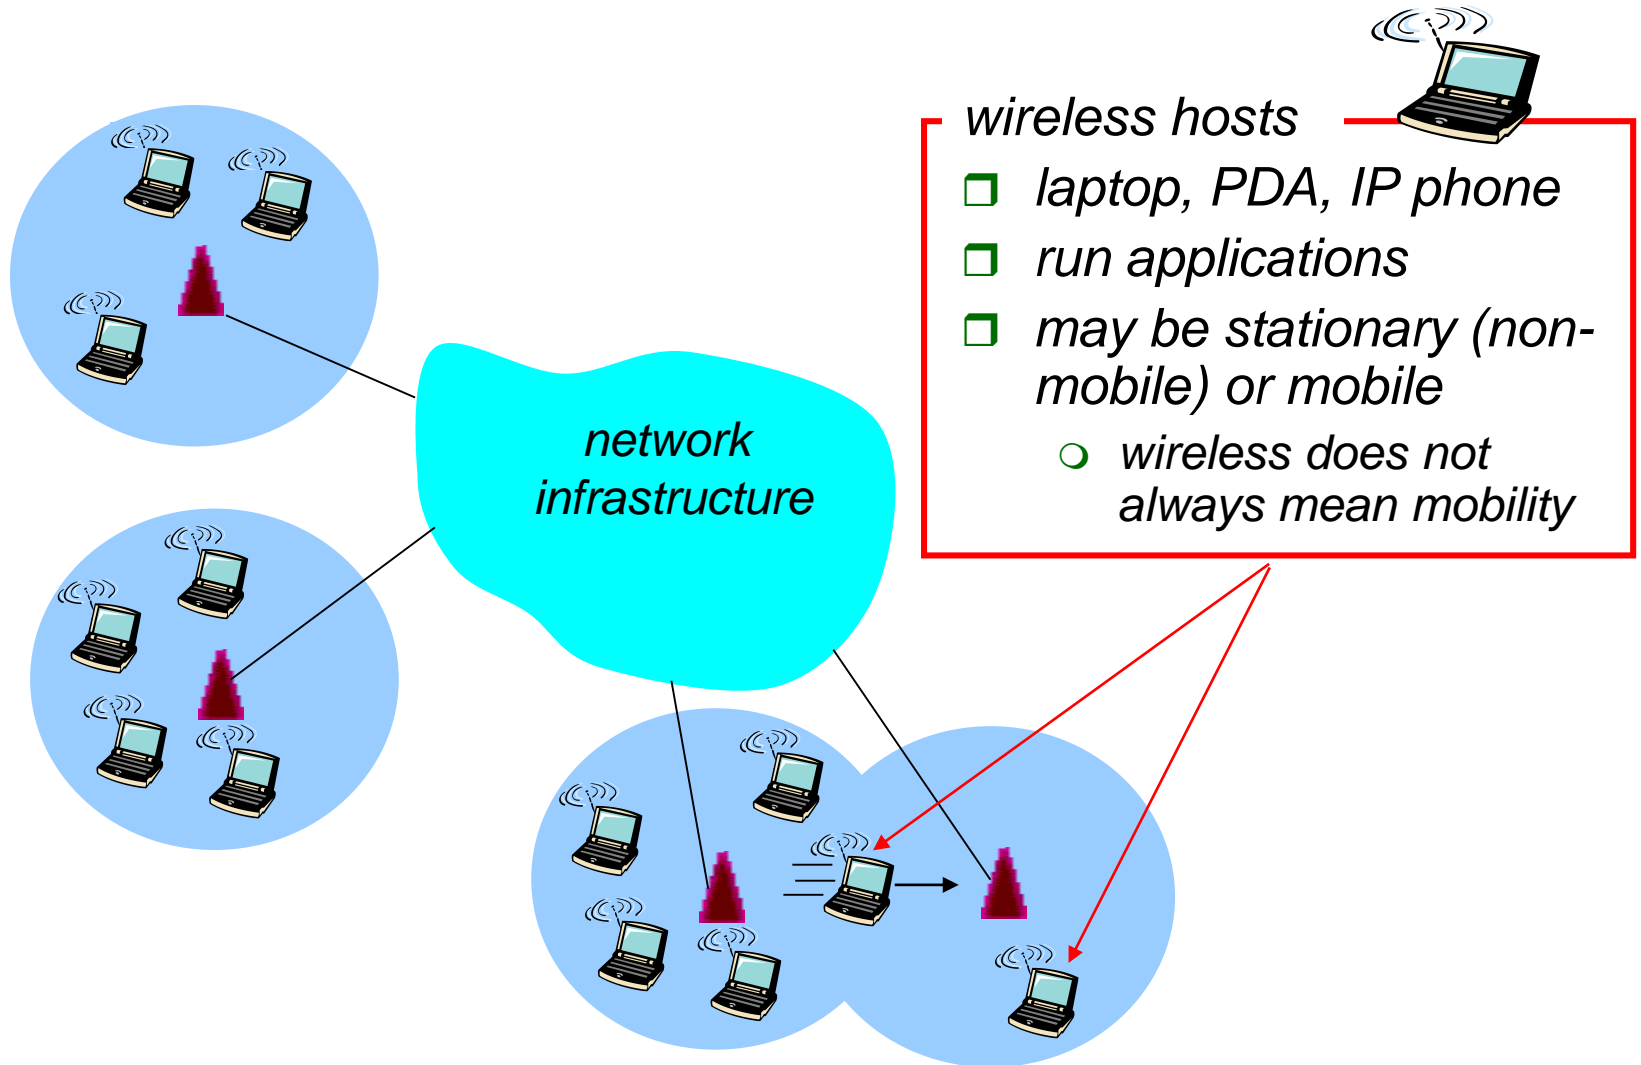 wireless hosts
laptop, PDA, IP phone
run applications
may be stationary (non-
mobile) or mobile
wireless does not
always mean mobility
network
infrastructure